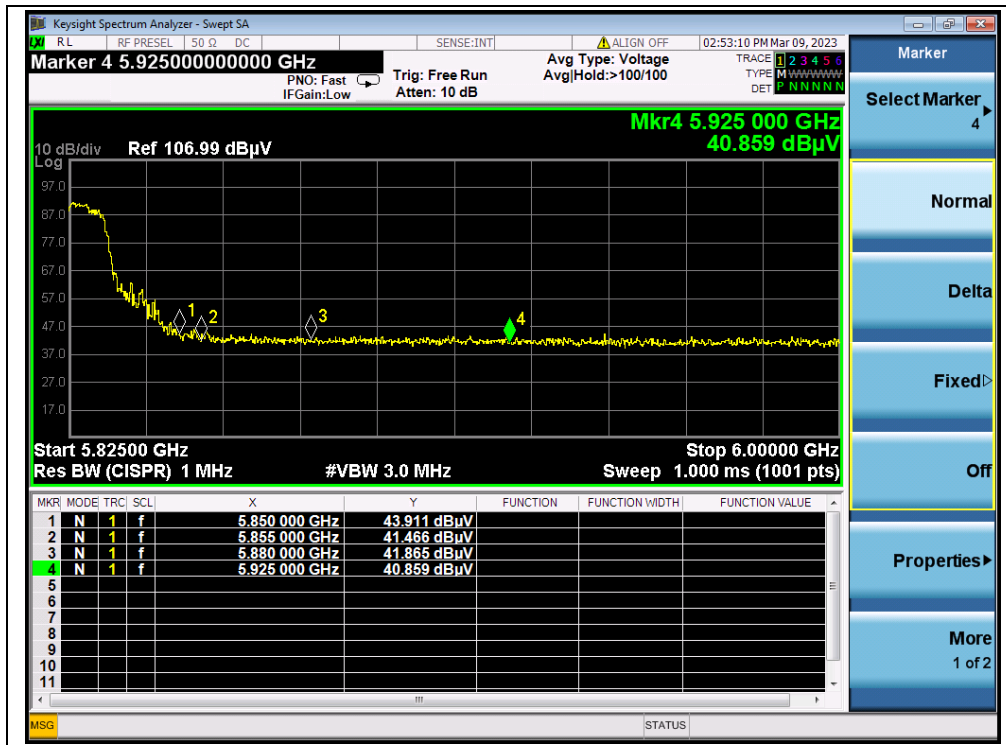 Keysight Spectrum Analyzer - Swept SA
LXI RL RF PRESEL 50 Ω DC SENSE:INT ALIGN OFF 02:53:10 PM Mar 09, 2023
Marker 4 5.925000000000 GHz
PNO: Fast
IFGain:Low
Trig: Free Run
Atten: 10 dB
Avg Type: Voltage
Avg|Hold:>100/100
TRACE 1 2 3 4 5 6
TYPE M W W W W W
DET P N N N N N
Mkr4 5.925 000 GHz
40.859 dBµV
10 dB/div Ref 106.99 dBµV
Log
97.0
87.0
77.0
67.0
57.0
47.0
37.0
27.0
17.0
1 2 3 4
Start 5.82500 GHz Stop 6.00000 GHz
Res BW (CISPR) 1 MHz #VBW 3.0 MHz Sweep 1.000 ms (1001 pts)
MKR MODE TRC SCL X Y FUNCTION FUNCTION WIDTH FUNCTION VALUE
1 N 1 f 5.850 000 GHz 43.911 dBµV
2 N 1 f 5.855 000 GHz 41.466 dBµV
3 N 1 f 5.880 000 GHz 41.865 dBµV
4 N 1 f 5.925 000 GHz 40.859 dBµV
5
6
7
8
9
10
11
MSG STATUS
Marker
Select Marker
4
Normal
Delta
Fixed
Off
Properties
More
1 of 2